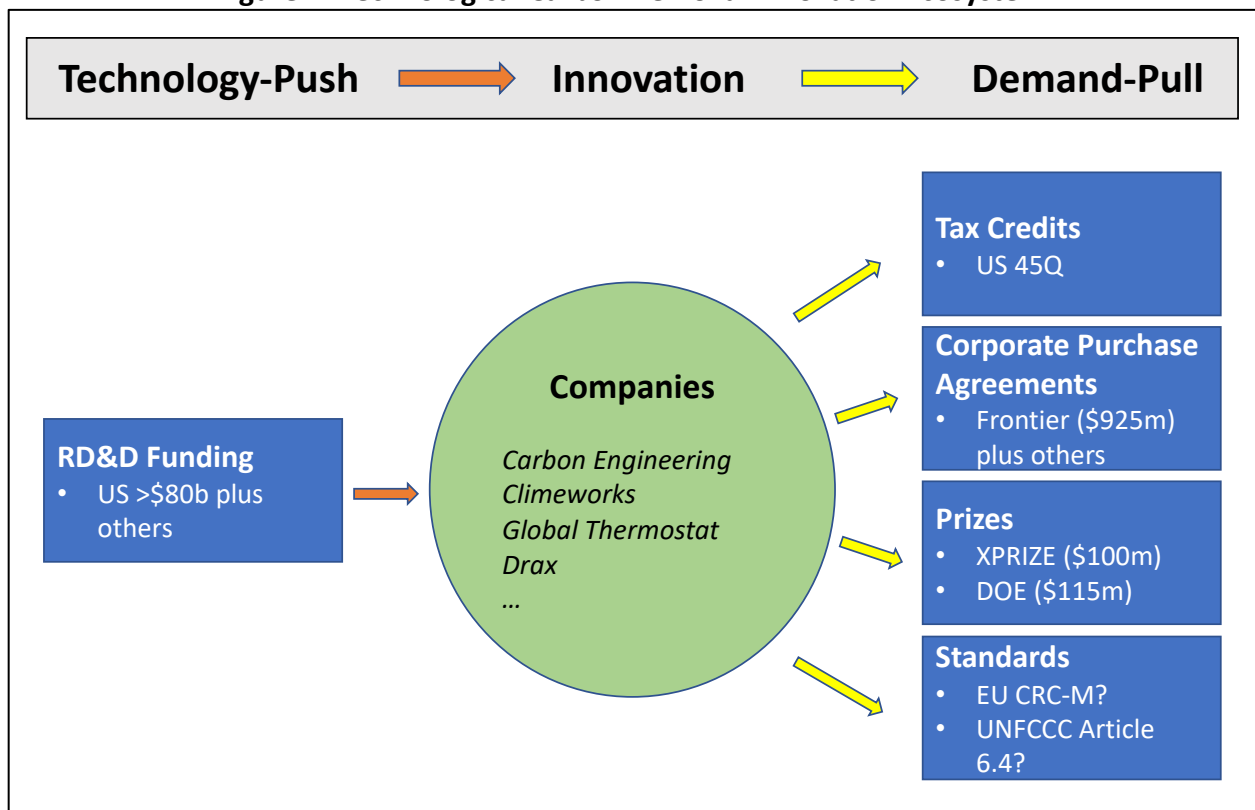 Technology-Push Innovation Demand-Pull
RD&D Funding
• US >$80b plus
others
Companies
Carbon Engineering
Climeworks
Global Thermostat
Drax
…
Tax Credits
• US 45Q
Corporate Purchase
Agreements
• Frontier ($925m)
plus others
Prizes
• XPRIZE ($100m)
• DOE ($115m)
Standards
• EU CRC-M?
• UNFCCC Article
6.4?